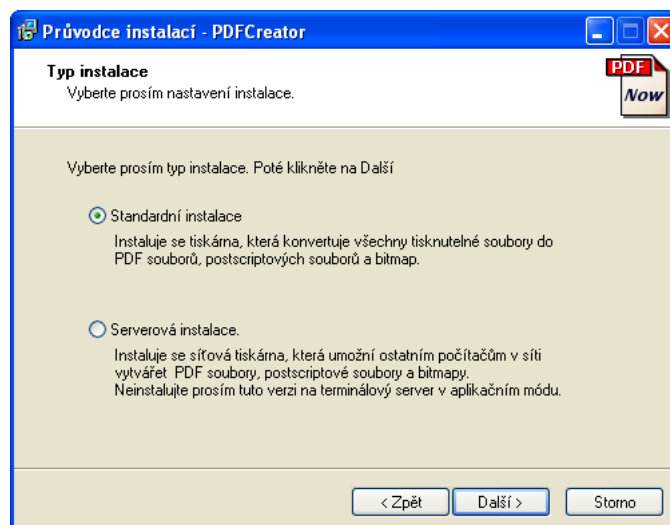 Průvodce instalací - PDFCreator
Typ instalace
Vyberte prosím nastavení instalace.
PDF
Now
Vyberte prosím typ instalace. Poté klikněte na Další
Standardní instalace
Instaluje se tiskárna, která konvertuje všechny tisknutelné soubory do
PDF souborů, postscriptových souborů a bitmap.
Serverová instalace.
Instaluje se síťová tiskárna, která umožní ostatním počítačům v síti
vytvářet PDF soubory, postscriptové soubory a bitmapy.
Neinstalujte prosím tuto verzi na terminálový server v aplikačním módu.
< Zpět
Další >
Storno